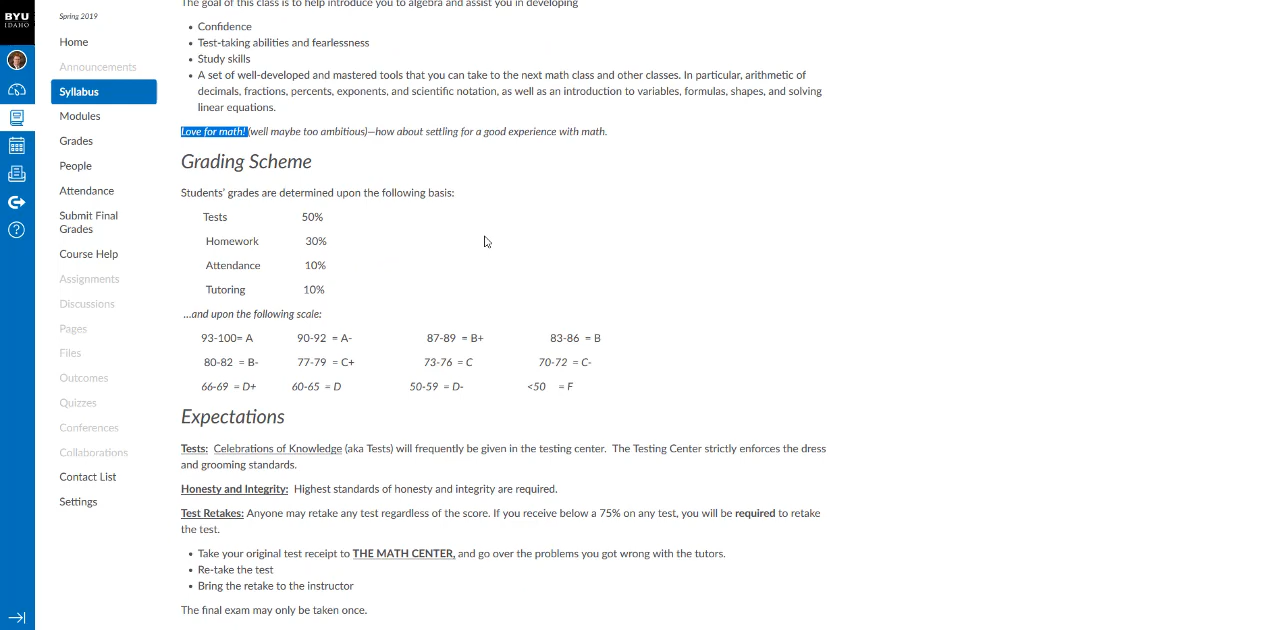 BYU
IDAHO
Spring 2019
Home
Announcements
Syllabus
Modules
Grades
People
Attendance
Submit Final
Grades
Course Help
Assignments
Discussions
Pages
Files
Outcomes
Quizzes
Conferences
Collaborations
Contact List
Settings
The goal of this class is to help introduce you to algebra and assist you in developing
• Confidence
• Test-taking abilities and fearlessness
• Study skills
• A set of well-developed and mastered tools that you can take to the next math class and other classes. In particular, arithmetic of
decimals, fractions, percents, exponents, and scientific notation, as well as an introduction to variables, formulas, shapes, and solving
linear equations.
Love for math! (well maybe too ambitious)—how about settling for a good experience with math.
Grading Scheme
Students' grades are determined upon the following basis:
Tests 50%
Homework 30%
Attendance 10%
Tutoring 10%
...and upon the following scale:
93-100= A 90-92 = A- 87-89 = B+ 83-86 = B
80-82 = B- 77-79 = C+ 73-76 = C 70-72 = C-
66-69 = D+ 60-65 = D 50-59 = D- <50 = F
Expectations
Tests: Celebrations of Knowledge (aka Tests) will frequently be given in the testing center. The Testing Center strictly enforces the dress
and grooming standards.
Honesty and Integrity: Highest standards of honesty and integrity are required.
Test Retakes: Anyone may retake any test regardless of the score. If you receive below a 75% on any test, you will be required to retake
the test.
• Take your original test receipt to THE MATH CENTER, and go over the problems you got wrong with the tutors.
• Re-take the test
• Bring the retake to the instructor
The final exam may only be taken once.